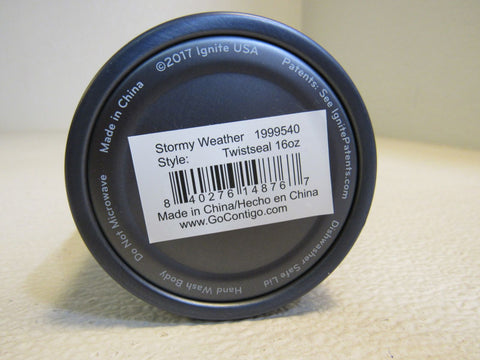 ©2017 Ignite USA
Patents: See IgnitePatents.com
Made in China
Do Not Microwave
Hand Wash Body
Dishwasher Safe Lid
Stormy Weather 1999540
Style: Twistseal 16oz
8 40276 14876 7
Made in China/Hecho en China
www.GoContigo.com